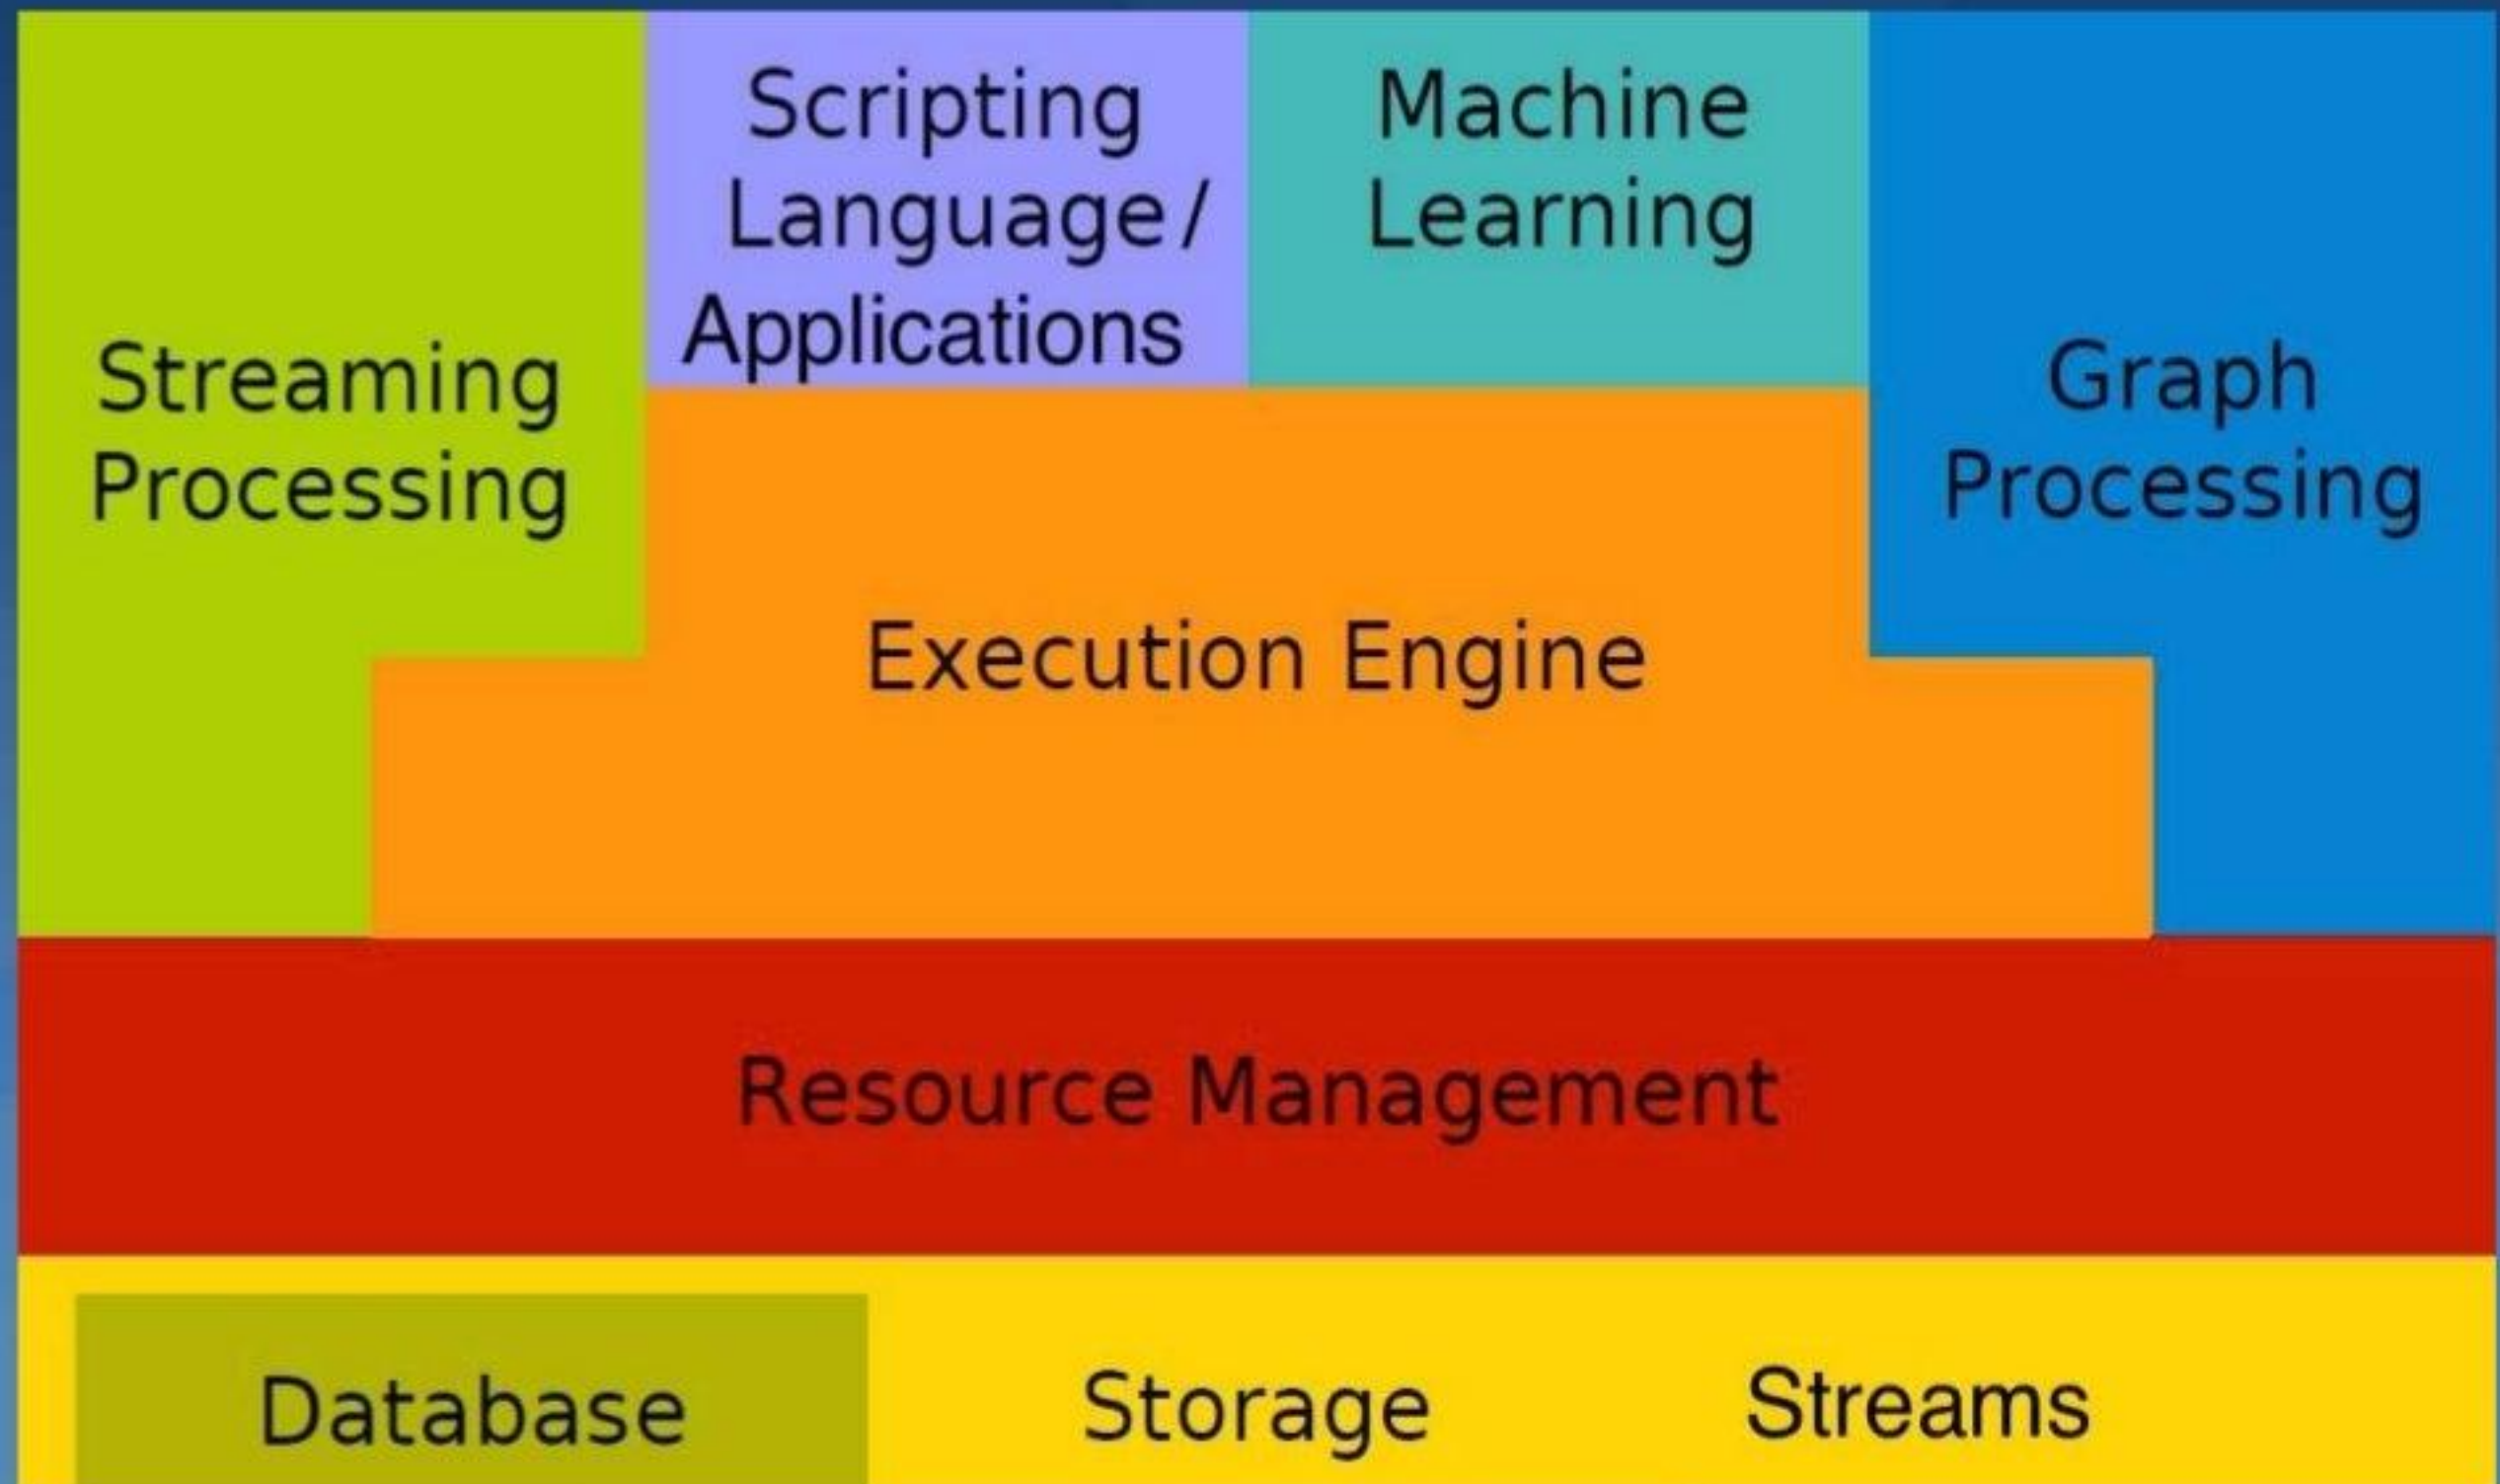 Scripting
Language/
Applications
Machine
Learning
Streaming
Processing
Graph
Processing
Execution Engine
Resource Management
Database
Storage
Streams